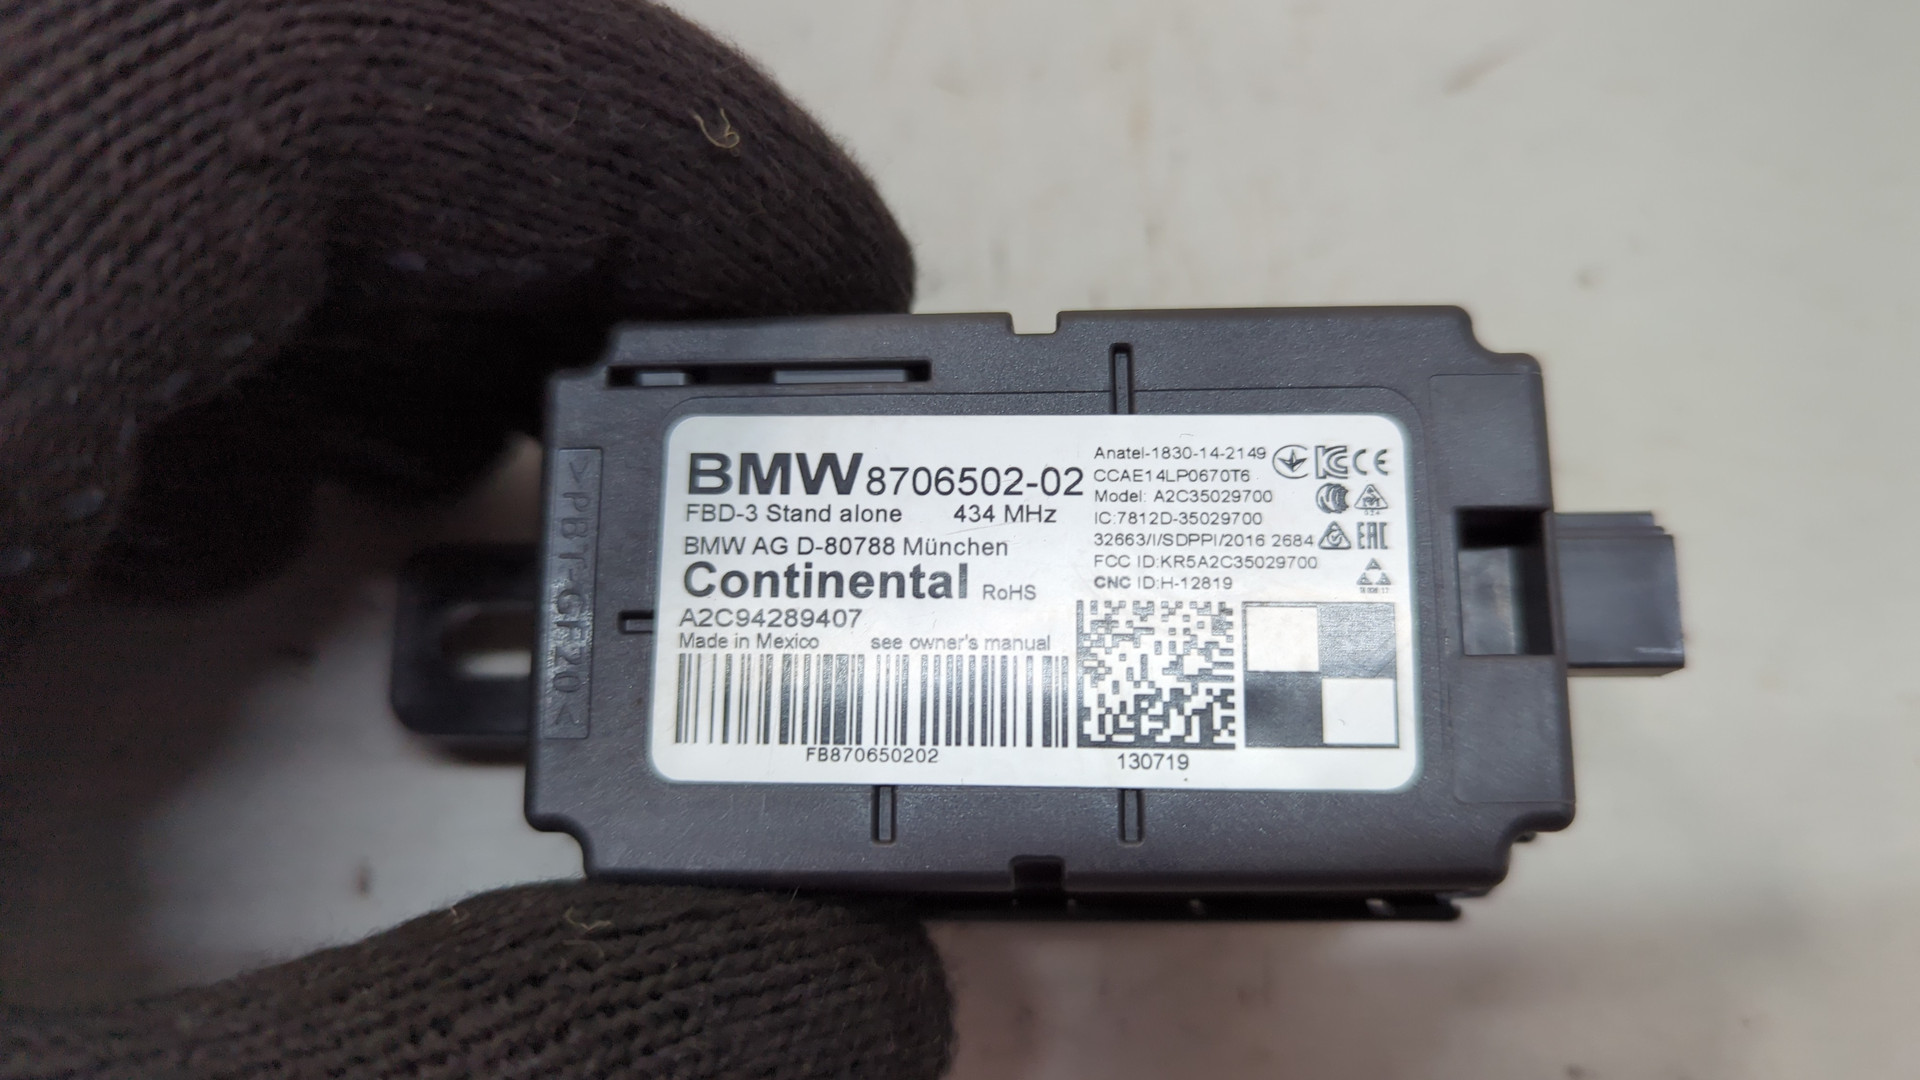 BMW 8706502-02
FBD-3 Stand alone 434 MHz
BMW AG D-80788 München
Continental RoHS
A2C94289407
Made in Mexico see owner's manual
FB870650202
Anatel-1830-14-2149
CCAE14LP0670T6
Model: A2C35029700
IC:7812D-35029700
32663/I/SDPPI/2016 2684
FCC ID:KR5A2C35029700
CNC ID:H-12819
CE
EAC
130719
>PBT-GF20<